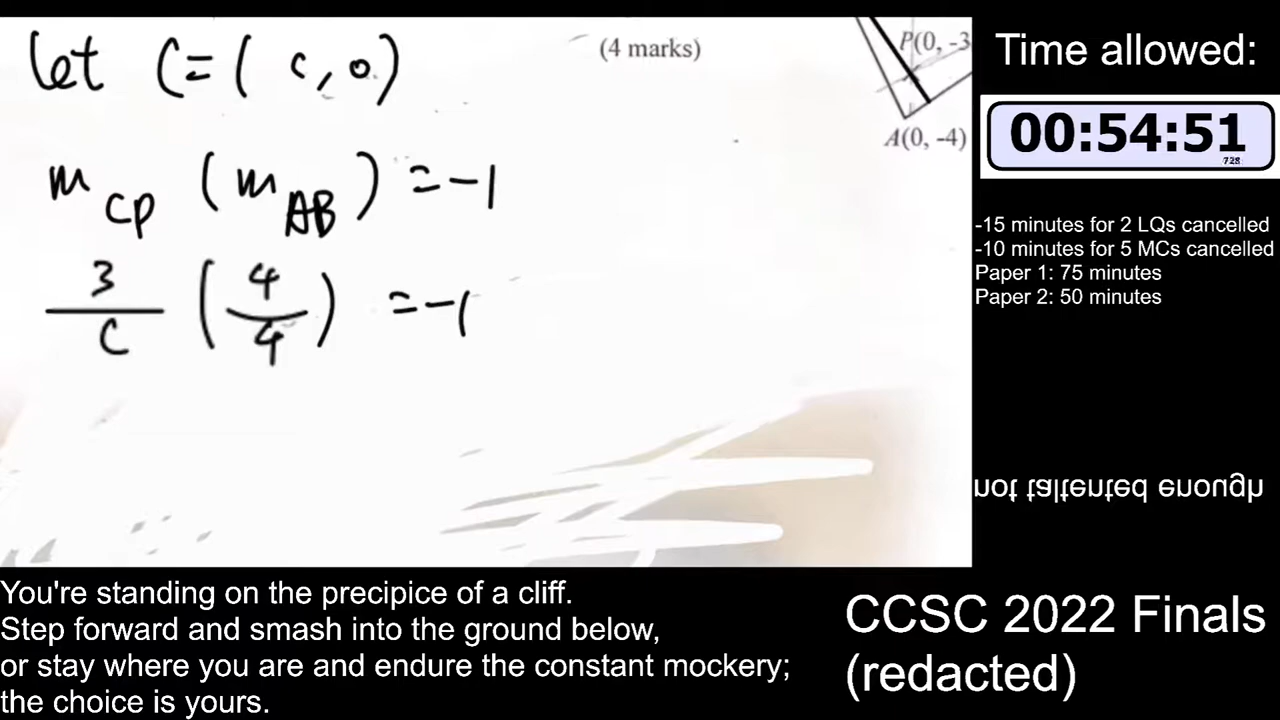 let C=( c, 0)
(4 marks)
P(0, -3
A(0, -4)
m CP (m AB) = -1
3/C (4/4) = -1
Time allowed:
00:54:51
728
-15 minutes for 2 LQs cancelled
-10 minutes for 5 MCs cancelled
Paper 1: 75 minutes
Paper 2: 50 minutes
not taltented enough
You're standing on the precipice of a cliff.
Step forward and smash into the ground below,
or stay where you are and endure the constant mockery;
the choice is yours.
CCSC 2022 Finals
(redacted)